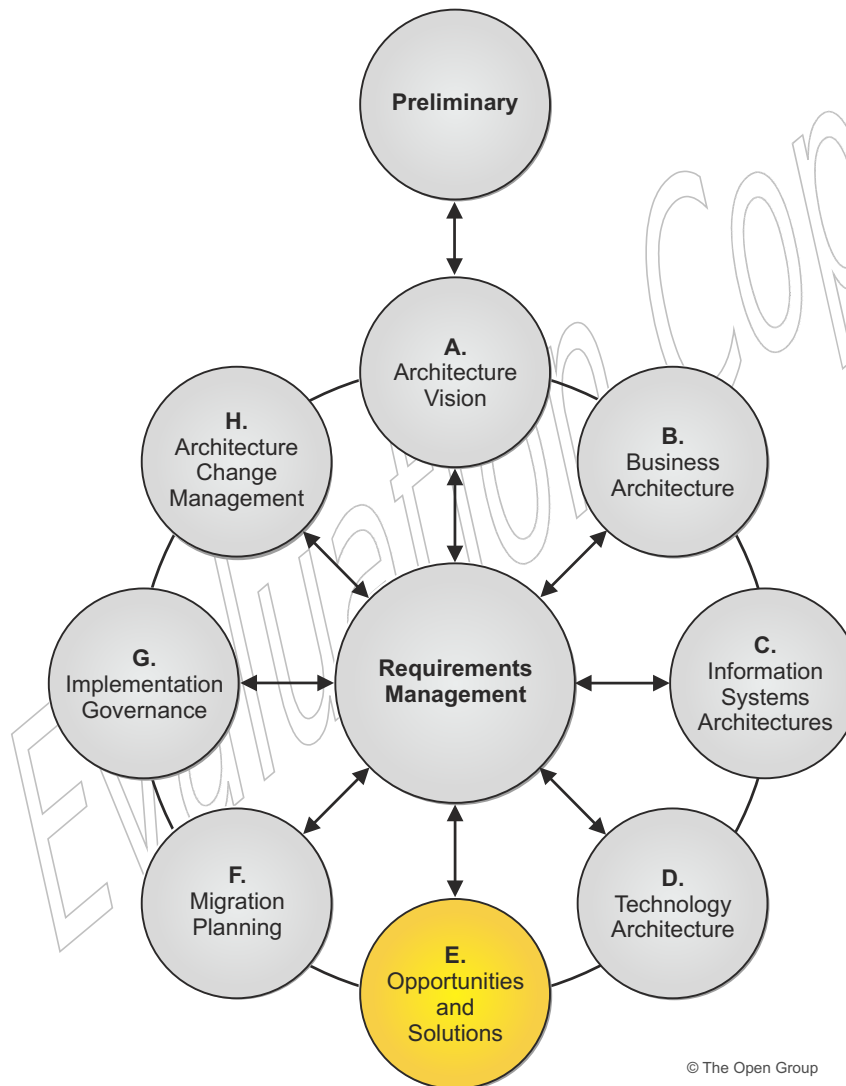 Preliminary
A.
Architecture
Vision
H.
Architecture
Change
Management
B.
Business
Architecture
G.
Implementation
Governance
Requirements
Management
C.
Information
Systems
Architectures
F.
Migration
Planning
D.
Technology
Architecture
E.
Opportunities
and
Solutions
© The Open Group
Evaluation Cop